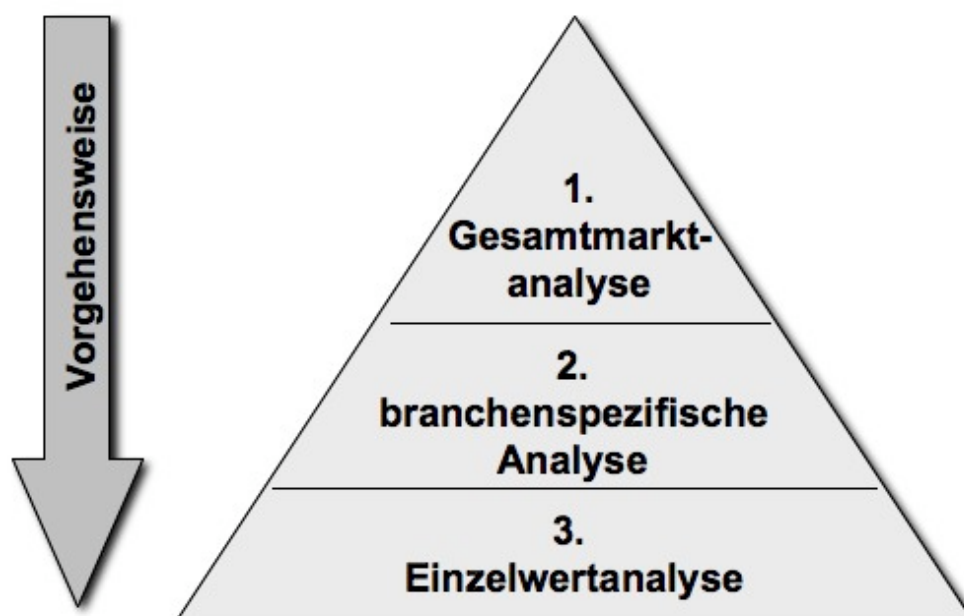 Vorgehensweise
1.
Gesamtmarkt-
analyse
2.
branchenspezifische
Analyse
3.
Einzelwertanalyse